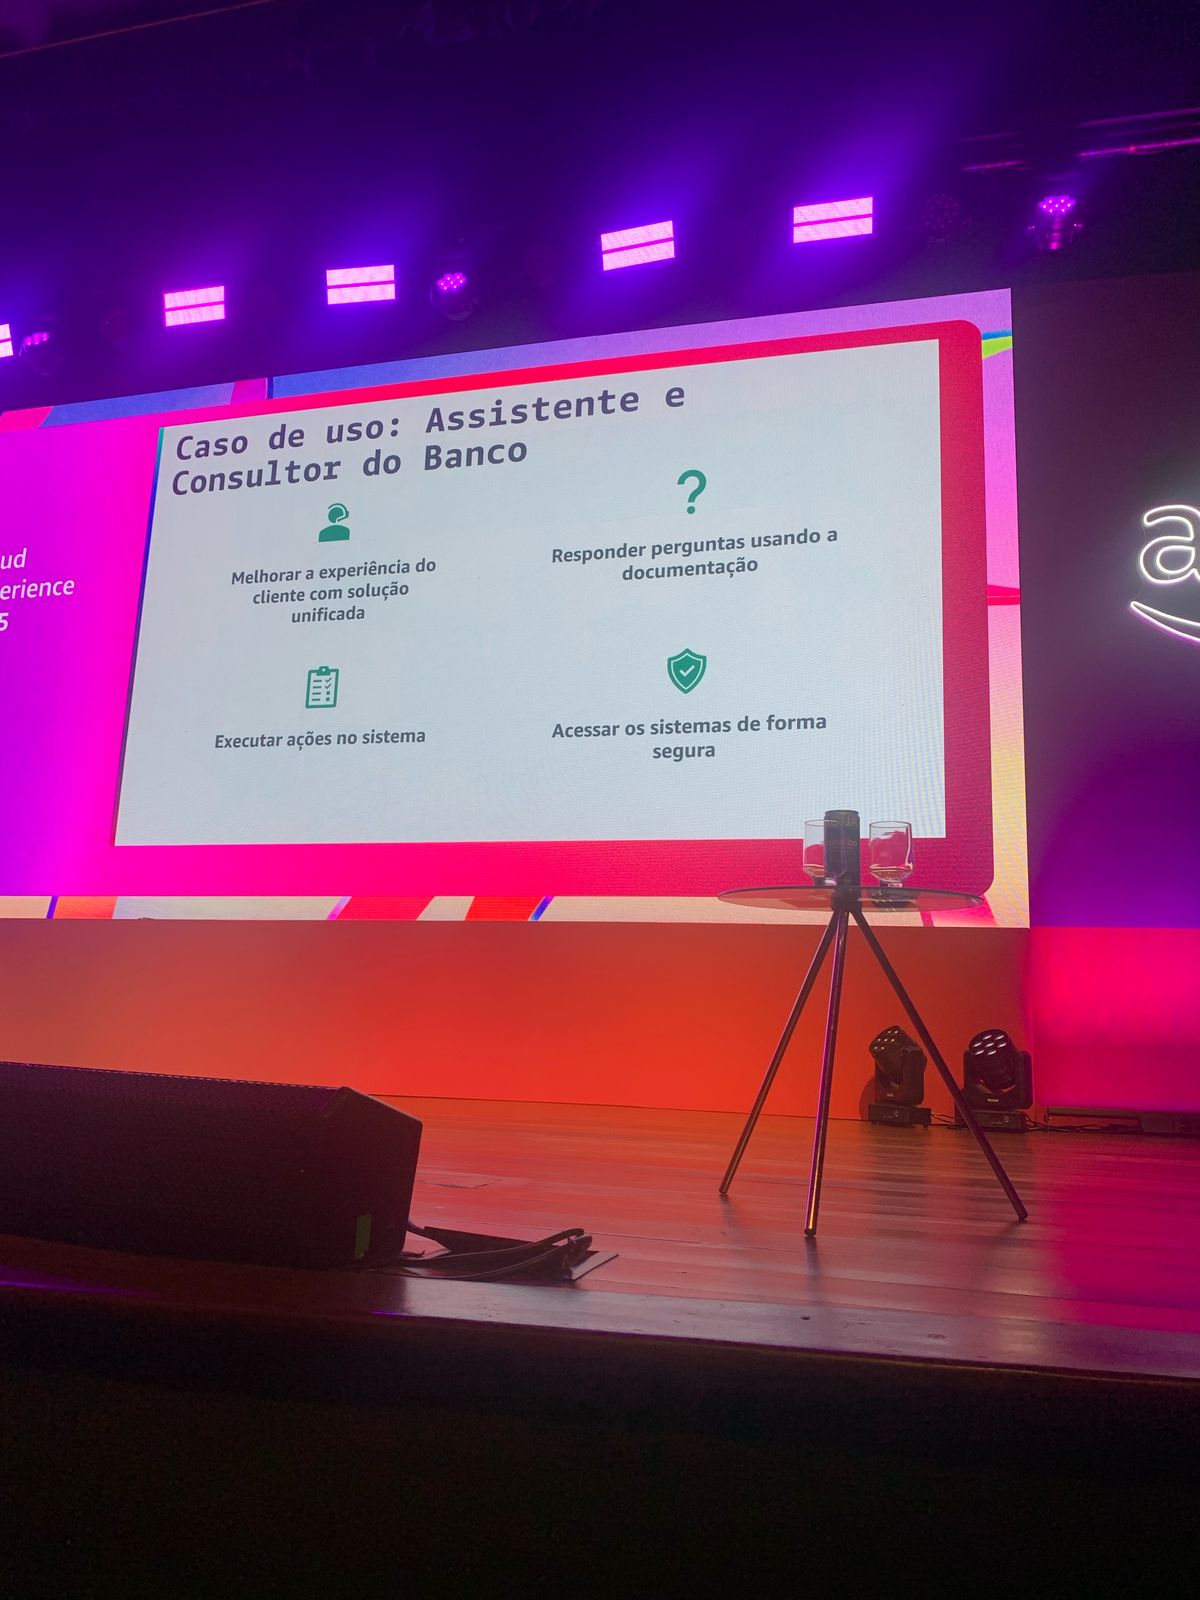 Caso de uso: Assistente e
Consultor do Banco
?
Melhorar a experiência do
cliente com solução
unificada
Responder perguntas usando a
documentação
Executar ações no sistema
Acessar os sistemas de forma
segura
ud
erience
5
a